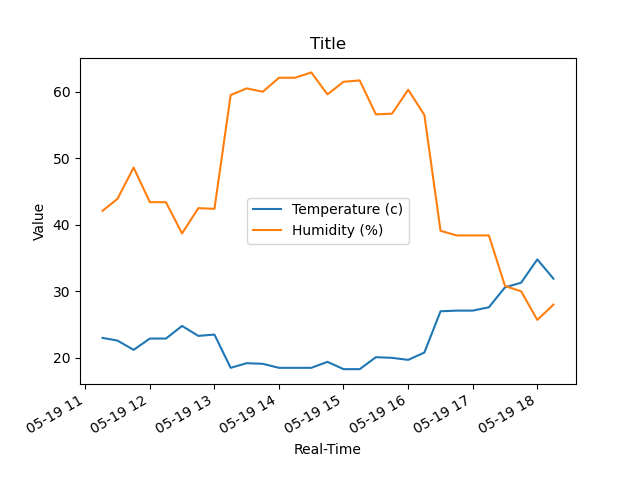 Title
Value
60
50
40
30
20
Temperature (c)
Humidity (%)
05-19 11
05-19 12
05-19 13
05-19 14
05-19 15
05-19 16
05-19 17
05-19 18
Real-Time